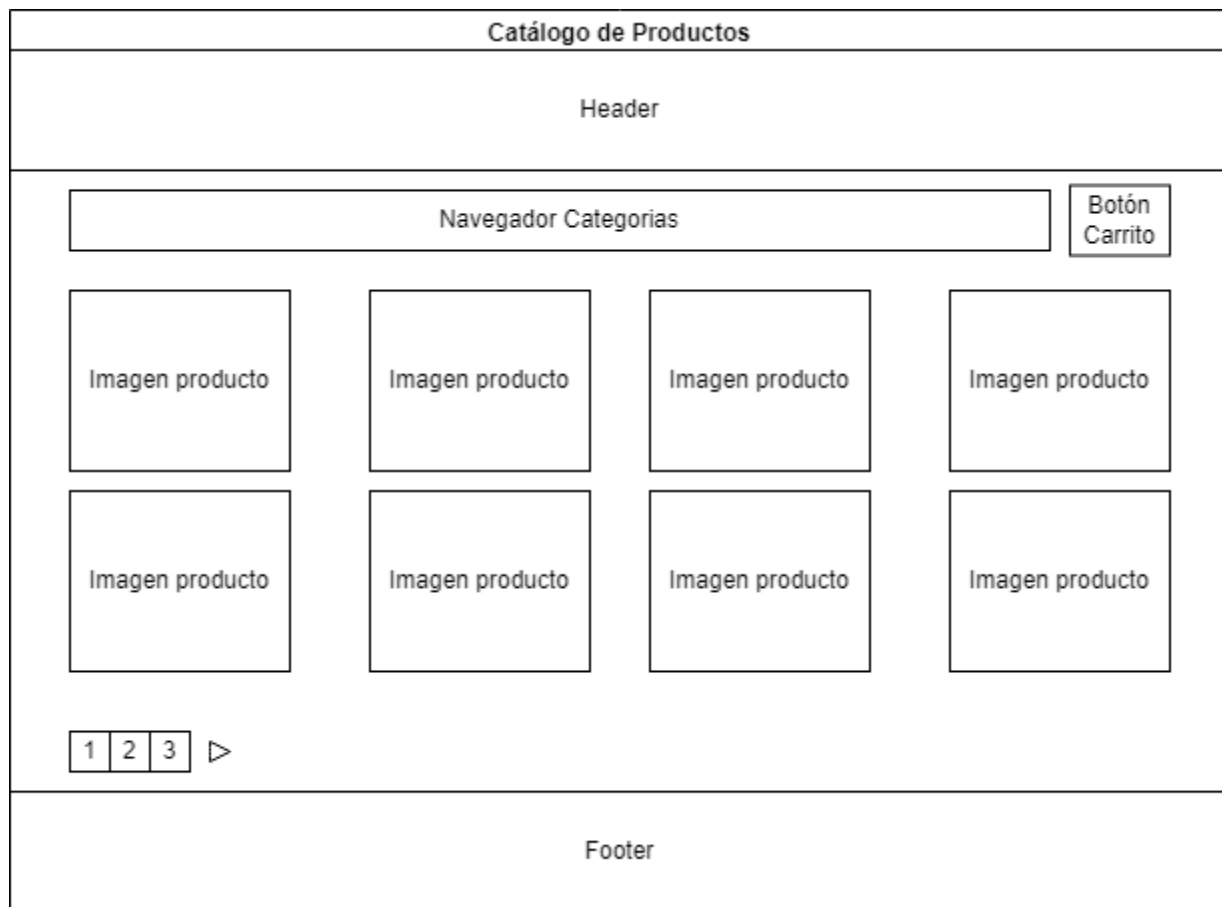 Catálogo de Productos
Header
Navegador Categorias
Botón
Carrito
Imagen producto
Imagen producto
Imagen producto
Imagen producto
Imagen producto
Imagen producto
Imagen producto
Imagen producto
1 2 3
Footer